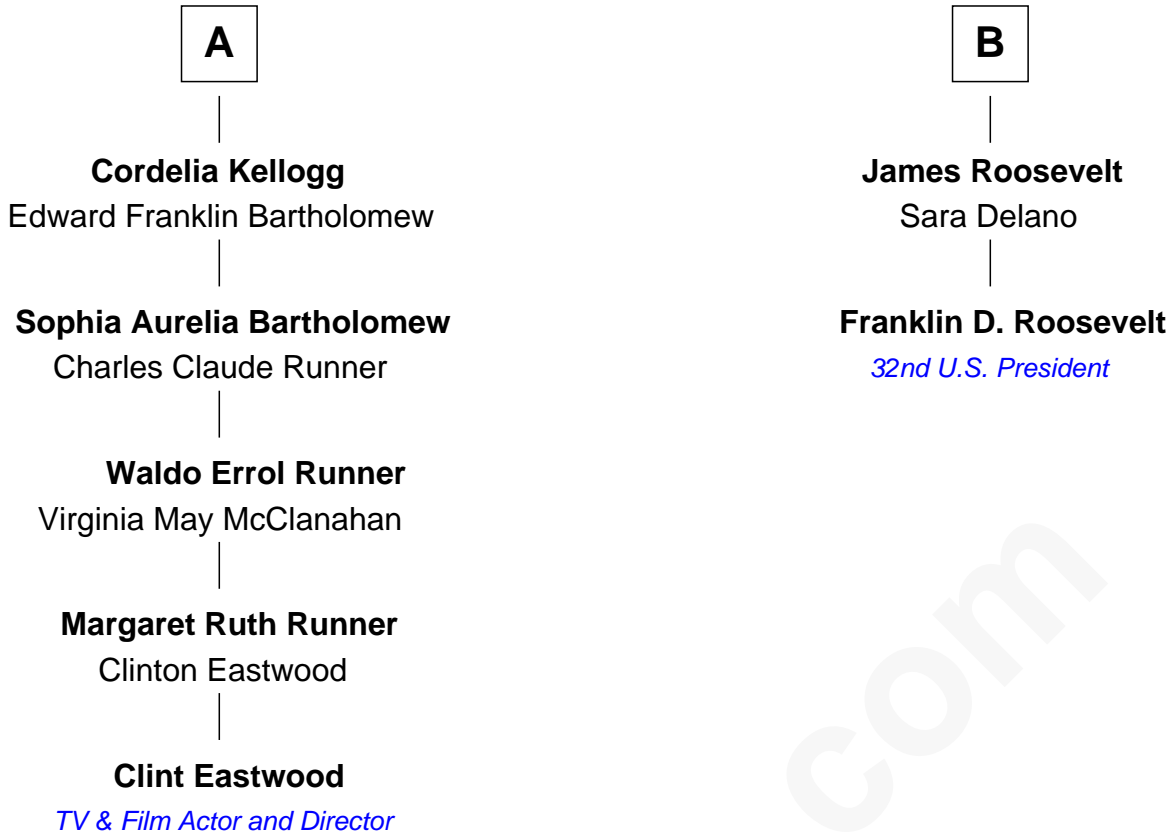 A
Cordelia Kellogg
Edward Franklin Bartholomew
Sophia Aurelia Bartholomew
Charles Claude Runner
Waldo Errol Runner
Virginia May McClanahan
Margaret Ruth Runner
Clinton Eastwood
Clint Eastwood
TV & Film Actor and Director
B
James Roosevelt
Sara Delano
Franklin D. Roosevelt
32nd U.S. President
com